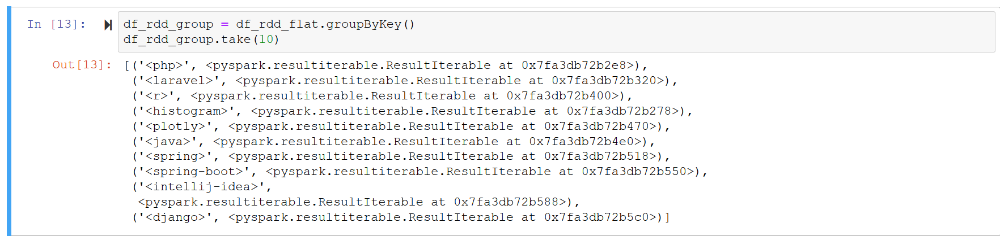 In [13]: df_rdd_group = df_rdd_flat.groupByKey()
df_rdd_group.take(10)
Out[13]: [('<php>', <pyspark.resultiterable.ResultIterable at 0x7fa3db72b2e8>),
('<laravel>', <pyspark.resultiterable.ResultIterable at 0x7fa3db72b320>),
('<r>', <pyspark.resultiterable.ResultIterable at 0x7fa3db72b400>),
('<histogram>', <pyspark.resultiterable.ResultIterable at 0x7fa3db72b278>),
('<plotly>', <pyspark.resultiterable.ResultIterable at 0x7fa3db72b470>),
('<java>', <pyspark.resultiterable.ResultIterable at 0x7fa3db72b4e0>),
('<spring>', <pyspark.resultiterable.ResultIterable at 0x7fa3db72b518>),
('<spring-boot>', <pyspark.resultiterable.ResultIterable at 0x7fa3db72b550>),
('<intellij-idea>',
<pyspark.resultiterable.ResultIterable at 0x7fa3db72b588>),
('<django>', <pyspark.resultiterable.ResultIterable at 0x7fa3db72b5c0>)]